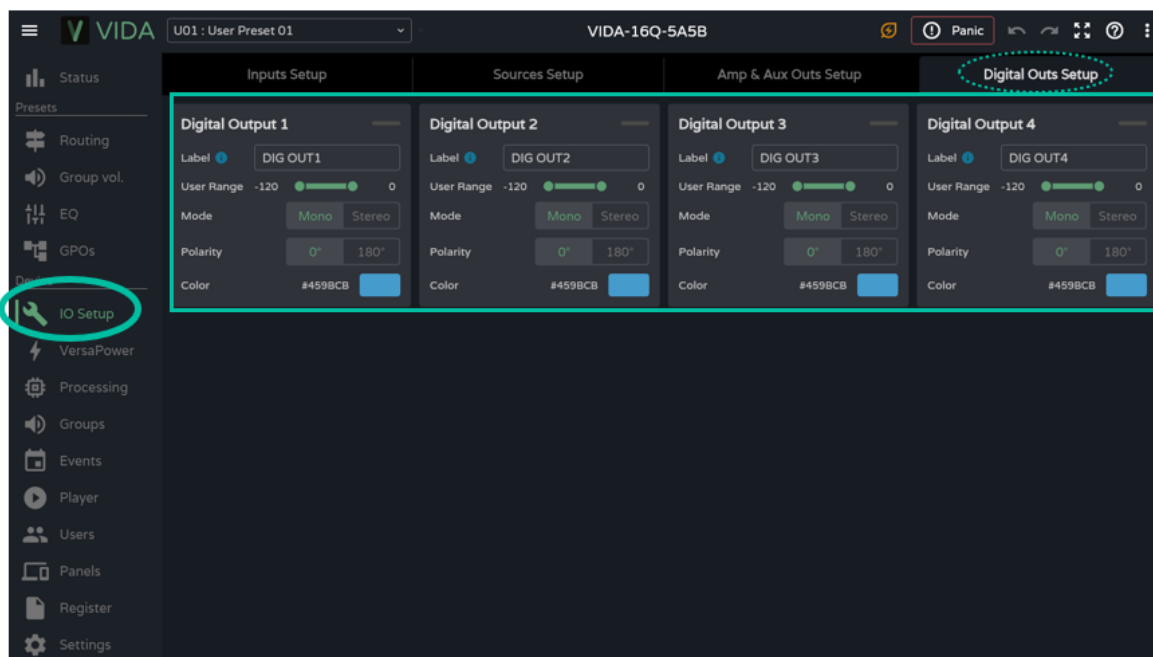 VIDA
U01 : User Preset 01
VIDA-16Q-5A5B
Panic
Inputs Setup
Sources Setup
Amp & Aux Outs Setup
Digital Outs Setup
Status
Presets
Routing
Group vol.
EQ
GPOs
Device
IO Setup
VersaPower
Processing
Groups
Events
Player
Users
Panels
Register
Settings
Digital Output 1
Label DIG OUT1
User Range -120 0
Mode Mono Stereo
Polarity 0° 180°
Color #459BCB
Digital Output 2
Label DIG OUT2
User Range -120 0
Mode Mono Stereo
Polarity 0° 180°
Color #459BCB
Digital Output 3
Label DIG OUT3
User Range -120 0
Mode Mono Stereo
Polarity 0° 180°
Color #459BCB
Digital Output 4
Label DIG OUT4
User Range -120 0
Mode Mono Stereo
Polarity 0° 180°
Color #459BCB